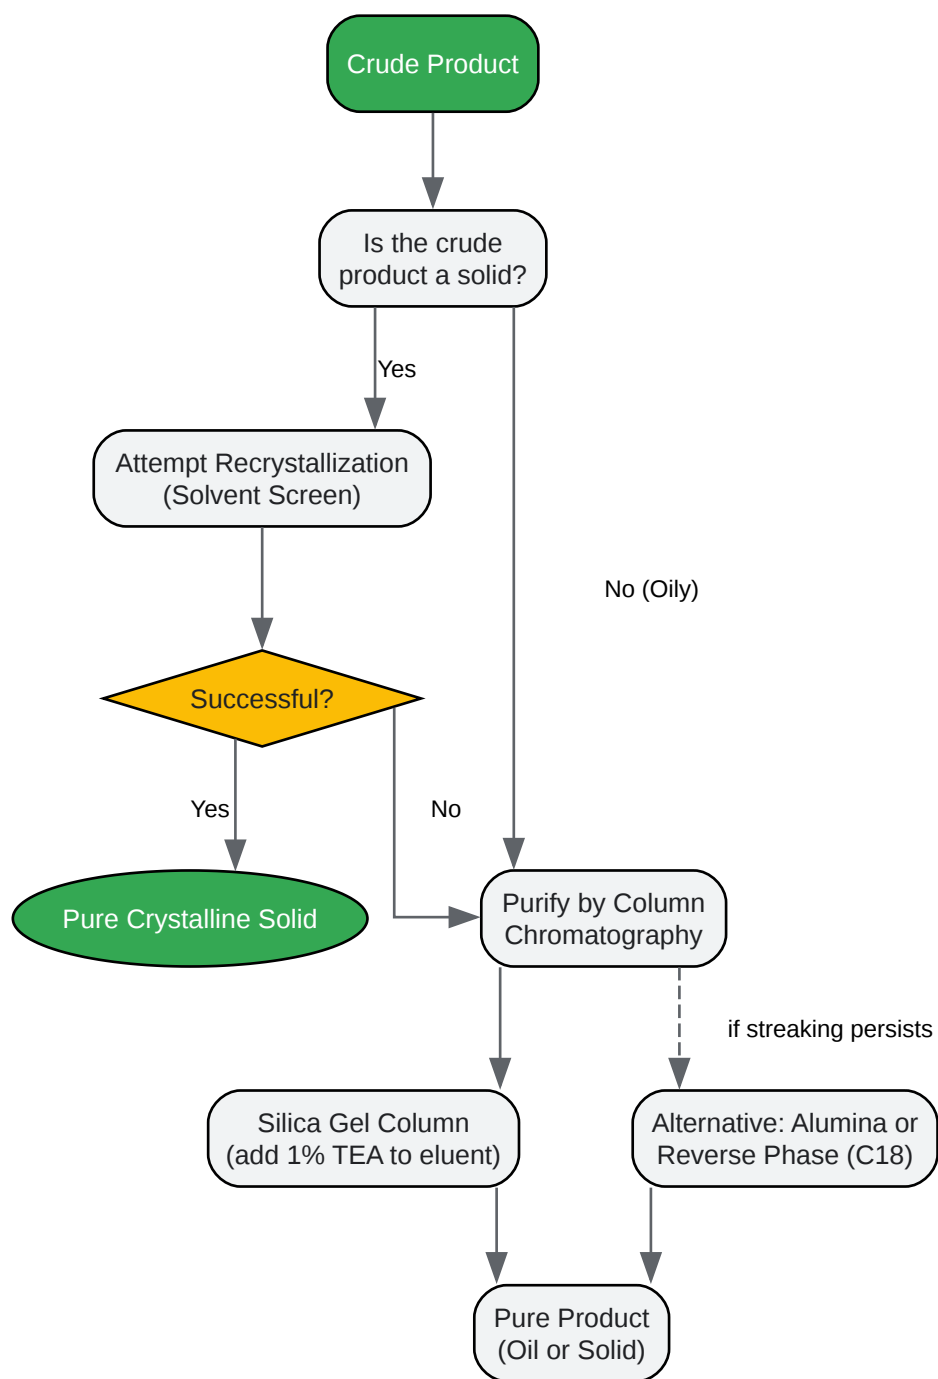 Crude Product
Is the crude
product a solid?
Yes
Attempt Recrystallization
(Solvent Screen)
No (Oily)
Successful?
Yes
No
Pure Crystalline Solid
Purify by Column
Chromatography
if streaking persists
Silica Gel Column
(add 1% TEA to eluent)
Alternative: Alumina or
Reverse Phase (C18)
Pure Product
(Oil or Solid)